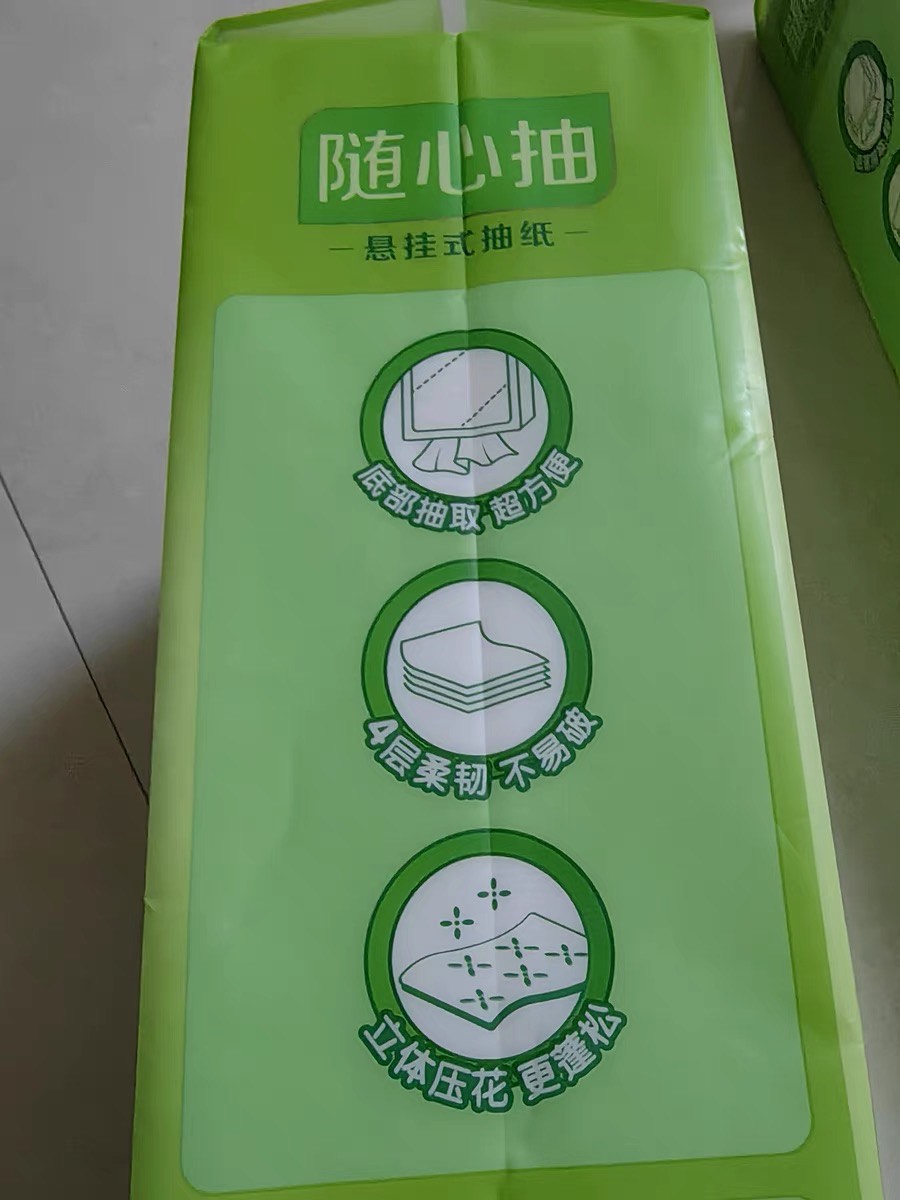 随心抽
悬挂式抽纸
底部抽取 超方便
4层柔韧 不易破
立体压花 更蓬松